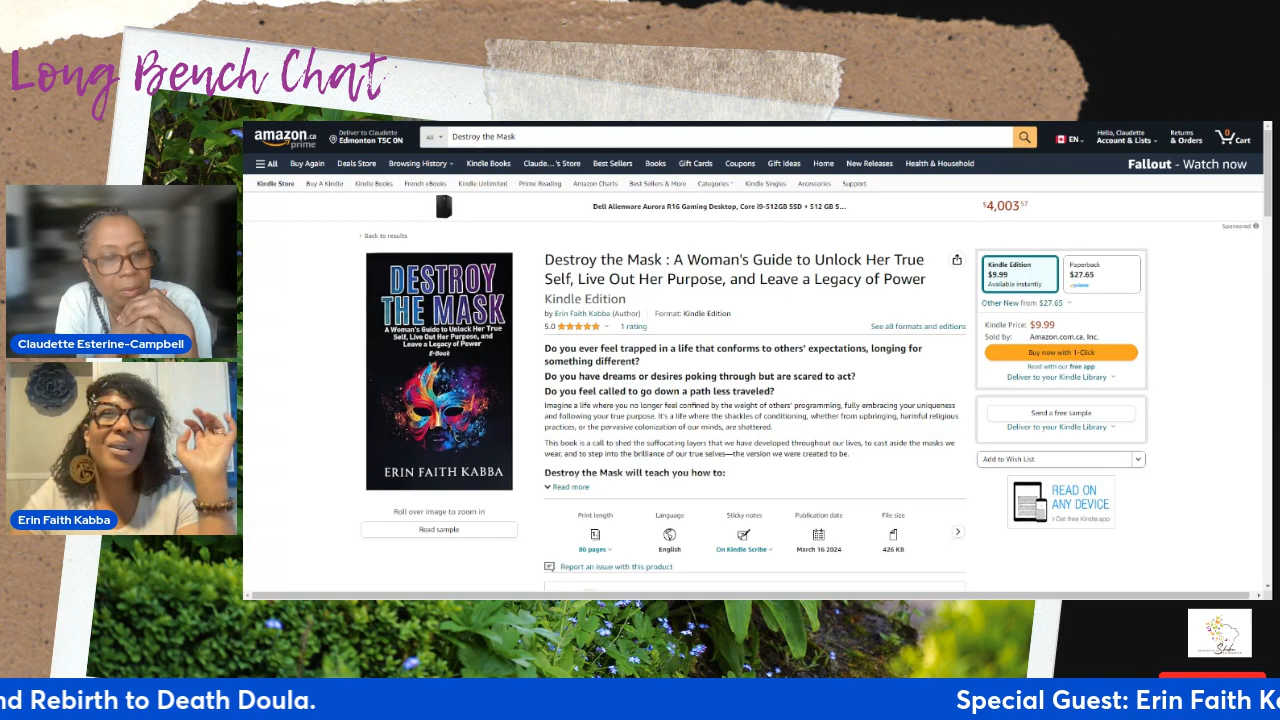 Long Bench Chat
amazon.ca
prime
Deliver to Claudette
Edmonton T5C 0N
All
Destroy the Mask
EN
Hello, Claudette
Account & Lists
Returns
& Orders
0
Cart
All
Buy Again
Deals Store
Browsing History
Kindle Books
Claude...'s Store
Best Sellers
Books
Gift Cards
Coupons
Gift Ideas
Home
New Releases
Health & Household
Fallout - Watch now
Kindle Store
Buy A Kindle
Kindle Books
French eBooks
Kindle Unlimited
Prime Reading
Amazon Charts
Best Sellers & More
Categories
Kindle Singles
Accessories
Support
Dell Alienware Aurora R16 Gaming Desktop, Core i9-512GB SSD + 512 GB S...
$4,003 57
Sponsored
‹ Back to results
DESTROY
THE MASK
A Woman's Guide to Unlock Her True
Self, Live Out Her Purpose, and
Leave a Legacy of Power
E-Book
ERIN FAITH KABBA
Roll over image to zoom in
Read sample
Destroy the Mask : A Woman's Guide to Unlock Her True
Self, Live Out Her Purpose, and Leave a Legacy of Power
Kindle Edition
by Erin Faith Kabba (Author)
Format: Kindle Edition
5.0
1 rating
See all formats and editions
Do you ever feel trapped in a life that conforms to others' expectations, longing for
something different?
Do you have dreams or desires poking through but are scared to act?
Do you feel called to go down a path less traveled?
Imagine a life where you no longer feel confined by the weight of others' programming, fully embracing your uniqueness
and following your true purpose. It's a life where the shackles of conditioning, whether from upbringing, harmful religious
practices, or the pervasive colonization of our minds, are shattered.
This book is a call to shed the suffocating layers that we have developed throughout our lives, to cast aside the masks we
wear, and to step into the brilliance of our true selves—the version we were created to be.
Destroy the Mask will teach you how to:
Read more
Print length
80 pages
Language
English
Sticky notes
On Kindle Scribe
Publication date
March 16 2024
File size
426 KB
Report an issue with this product
Kindle Edition
$9.99
Available instantly
Paperback
$27.65
prime
Other New from $27.65
Kindle Price: $9.99
Sold by: Amazon.com.ca, Inc.
Buy now with 1-Click
Read with our free app
Deliver to your Kindle Library
Send a free sample
Deliver to your Kindle Library
Add to Wish List
READ ON
ANY DEVICE
› Get free Kindle app
Claudette Esterine-Campbell
Erin Faith Kabba
nd Rebirth to Death Doula.
Special Guest: Erin Faith K